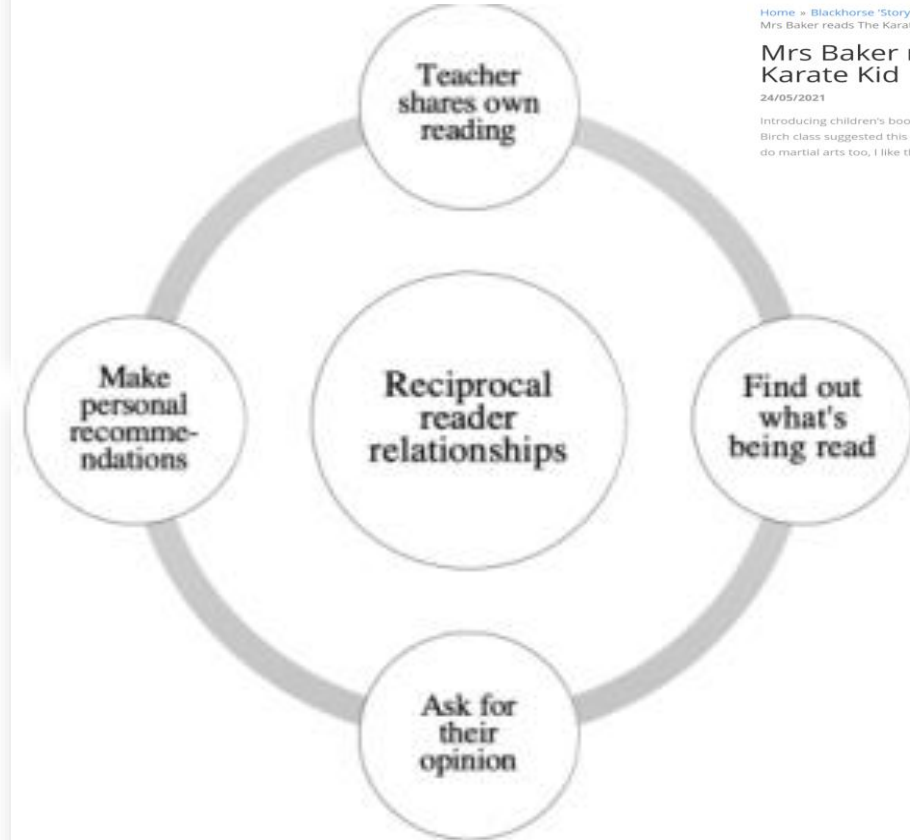 Home » Blackhorse 'Story
Mrs Baker reads The Kara
Mrs Baker
Karate Kid
24/05/2021
Introducing children's boo
Birch class suggested this
do martial arts too, I like
Teacher
shares own
reading
Make
personal
recomme-
ndations
Reciprocal
reader
relationships
Find out
what's
being read
Ask for
their
opinion